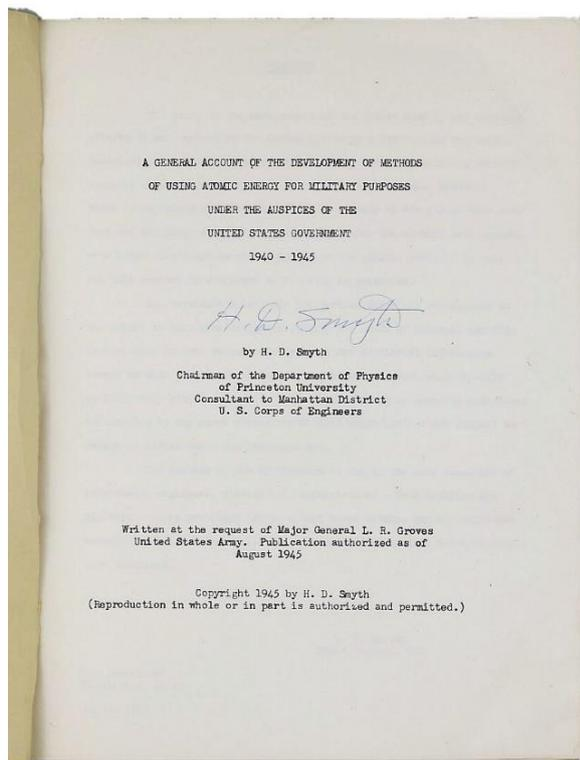 A GENERAL ACCOUNT OF THE DEVELOPMENT OF METHODS
OF USING ATOMIC ENERGY FOR MILITARY PURPOSES
UNDER THE AUSPICES OF THE
UNITED STATES GOVERNMENT
1940 - 1945
H. D. Smyth
by H. D. Smyth
Chairman of the Department of Physics
of Princeton University
Consultant to Manhattan District
U. S. Corps of Engineers
Written at the request of Major General L. R. Groves
United States Army. Publication authorized as of
August 1945
Copyright 1945 by H. D. Smyth
(Reproduction in whole or in part is authorized and permitted.)